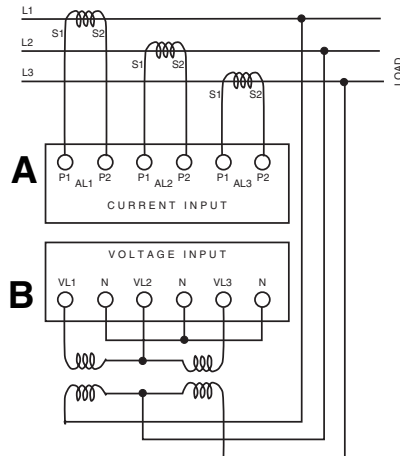 L1
S1 S2
L2
S1 S2
L3
S1 S2
LOAD
A
P1 P2 P1 P2 P1 P2
AL1 AL2 AL3
CURRENT INPUT
VOLTAGE INPUT
B
VL1 N VL2 N VL3 N